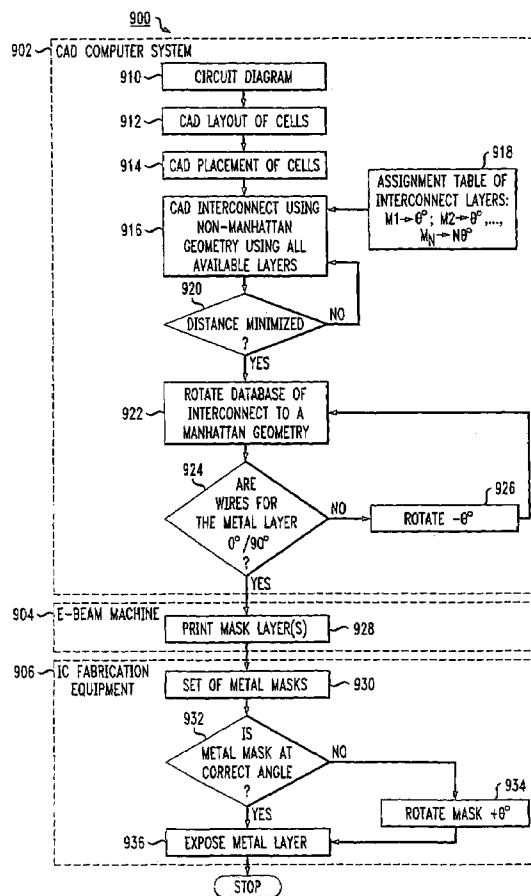 900
902
CAD COMPUTER SYSTEM
910
CIRCUIT DIAGRAM
912
CAD LAYOUT OF CELLS
914
CAD PLACEMENT OF CELLS
918
ASSIGNMENT TABLE OF
INTERCONNECT LAYERS:
M1→θ°; M2→θ°,...,
M_N→Nθ°
916
CAD INTERCONNECT USING
NON-MANHATTAN
GEOMETRY USING ALL
AVAILABLE LAYERS
920
DISTANCE MINIMIZED
?
NO
YES
922
ROTATE DATABASE OF
INTERCONNECT TO A
MANHATTAN GEOMETRY
924
ARE
WIRES FOR
THE METAL LAYER
0°/90°
?
NO
926
ROTATE -θ°
YES
904
E-BEAM MACHINE
PRINT MASK LAYER(S)
928
906
IC FABRICATION
EQUIPMENT
SET OF METAL MASKS
930
932
IS
METAL MASK AT
CORRECT ANGLE
?
NO
934
ROTATE MASK +θ°
YES
936
EXPOSE METAL LAYER
STOP